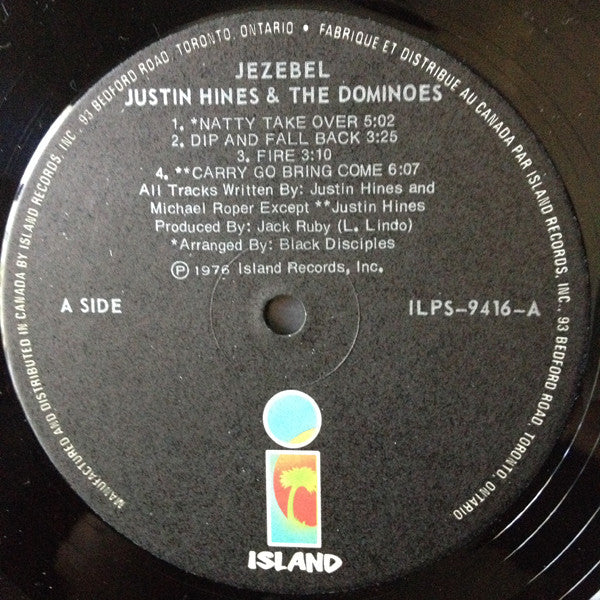 MANUFACTURED AND DISTRIBUTED IN CANADA BY ISLAND RECORDS, INC., 93 BEDFORD ROAD, TORONTO, ONTARIO • FABRIQUE ET DISTRIBUE AU CANADA PAR ISLAND RECORDS, INC., 93 BEDFORD ROAD, TORONTO, ONTARIO
JEZEBEL
JUSTIN HINES & THE DOMINOES
1. *NATTY TAKE OVER 5:02
2. DIP AND FALL BACK 3:25
3. FIRE 3:10
4. **CARRY GO BRING COME 6:07
All Tracks Written By: Justin Hines and
Michael Roper Except **Justin Hines
Produced By: Jack Ruby (L. Lindo)
*Arranged By: Black Disciples
Ⓟ 1976 Island Records, Inc.
A SIDE
ILPS-9416-A
ISLAND